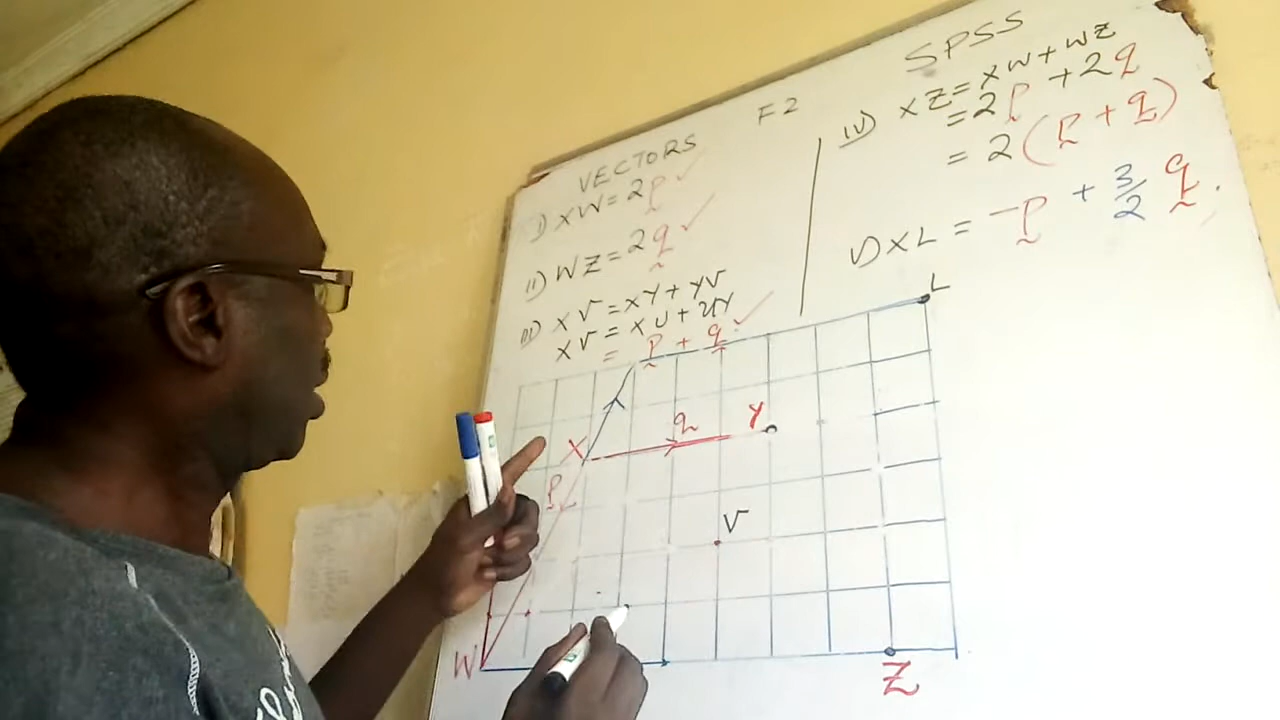 SPSS
F2
VECTORS
I) XW = 2p ✓
II) WZ = 2q ✓
III) XV = XY + YV
XV = XU + UY
= p + q ✓
IV) XZ = XW + WZ
= 2p + 2q
= 2(p + q)
V) XL = -p + 3/2 q.
L
X
q
Y
p
V
W
Z